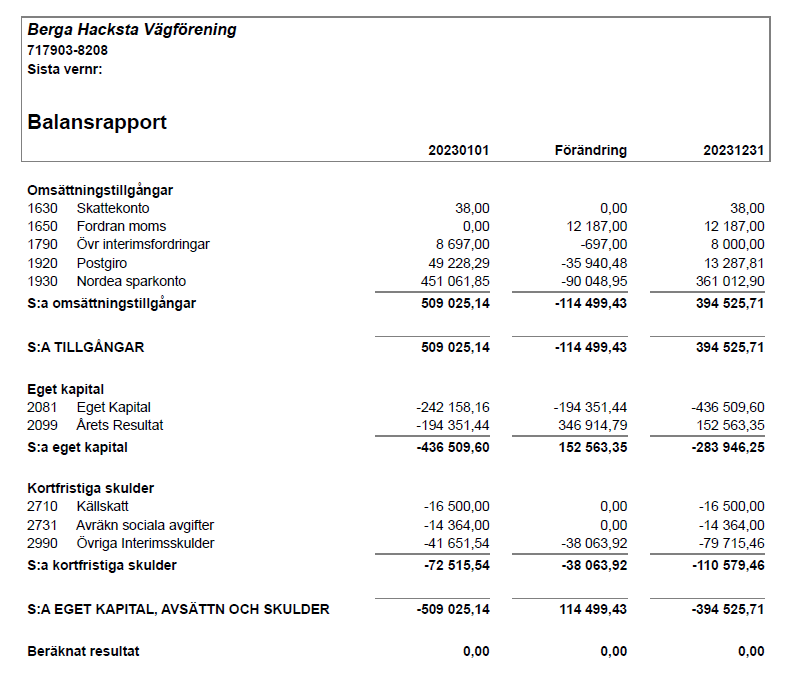 Berga Hacksta Vägförening
717903-8208
Sista vernr:
Balansrapport
20230101 Förändring 20231231
Omsättningstillgångar
1630 Skattekonto 38,00 0,00 38,00
1650 Fordran moms 0,00 12 187,00 12 187,00
1790 Övr interimsfordringar 8 697,00 -697,00 8 000,00
1920 Postgiro 49 228,29 -35 940,48 13 287,81
1930 Nordea sparkonto 451 061,85 -90 048,95 361 012,90
S:a omsättningstillgångar 509 025,14 -114 499,43 394 525,71
S:A TILLGÅNGAR 509 025,14 -114 499,43 394 525,71
Eget kapital
2081 Eget Kapital -242 158,16 -194 351,44 -436 509,60
2099 Årets Resultat -194 351,44 346 914,79 152 563,35
S:a eget kapital -436 509,60 152 563,35 -283 946,25
Kortfristiga skulder
2710 Källskatt -16 500,00 0,00 -16 500,00
2731 Avräkn sociala avgifter -14 364,00 0,00 -14 364,00
2990 Övriga Interimsskulder -41 651,54 -38 063,92 -79 715,46
S:a kortfristiga skulder -72 515,54 -38 063,92 -110 579,46
S:A EGET KAPITAL, AVSÄTTN OCH SKULDER -509 025,14 114 499,43 -394 525,71
Beräknat resultat 0,00 0,00 0,00